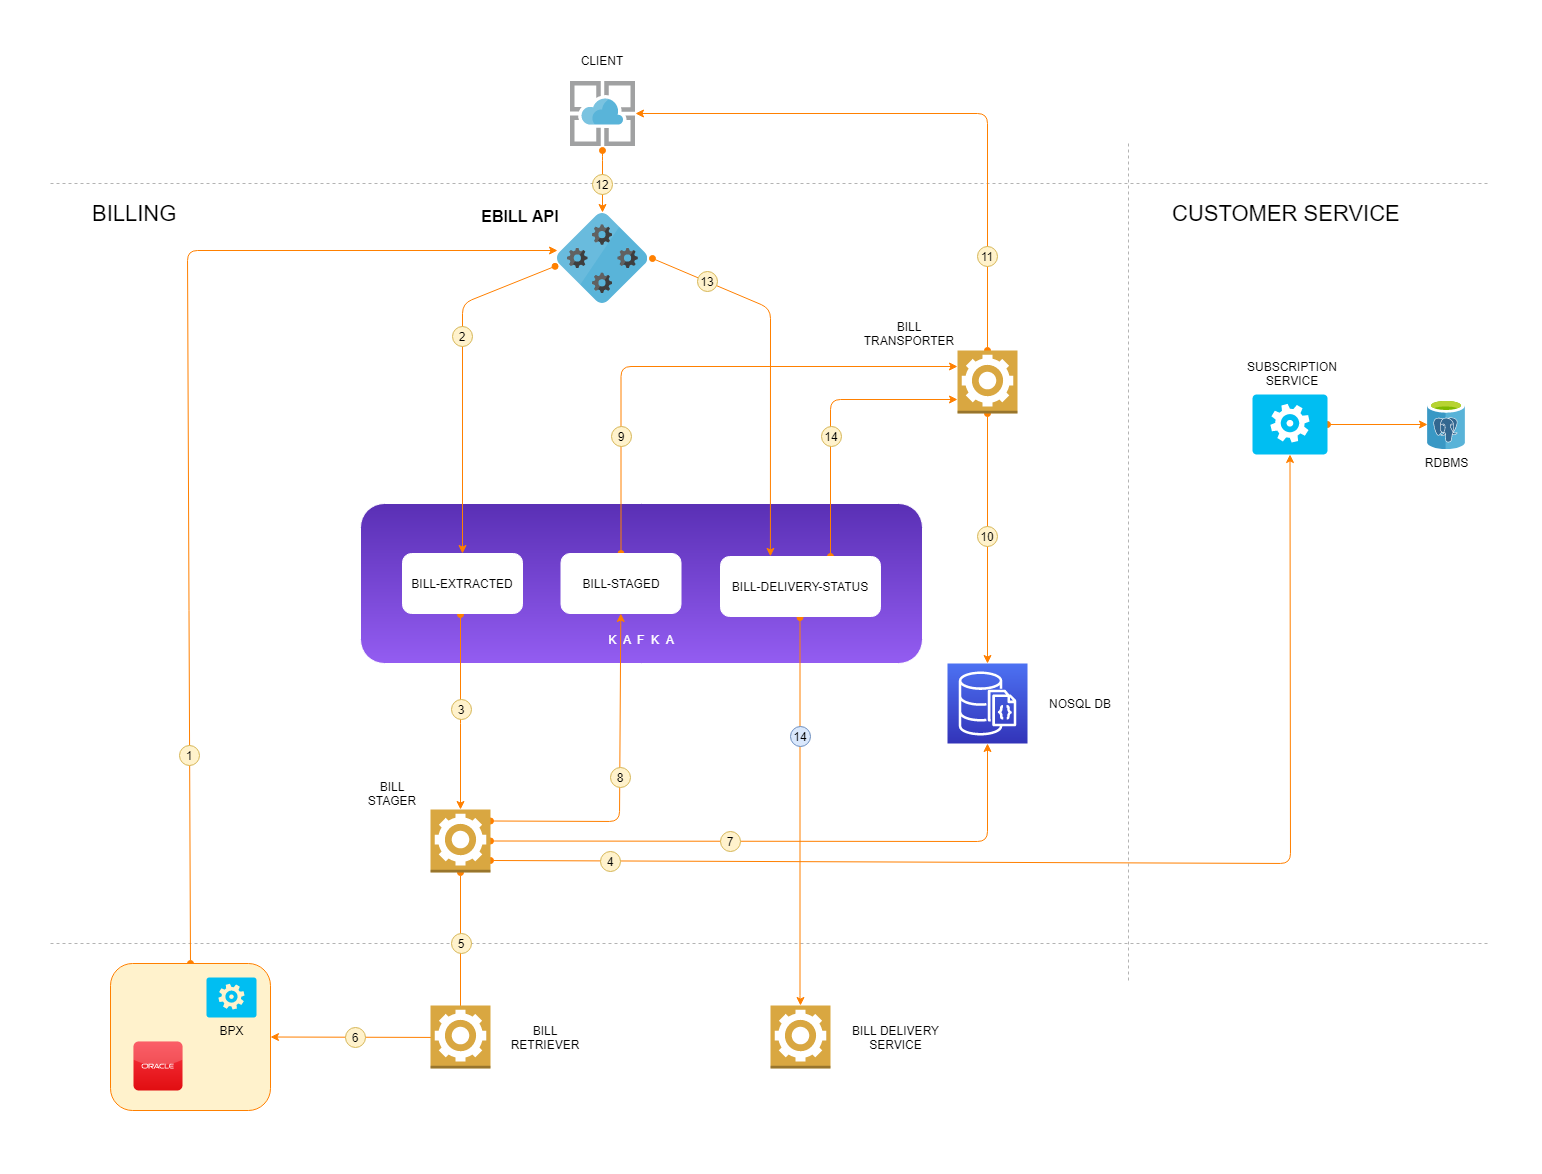 CLIENT
12
BILLING
EBILL API
CUSTOMER SERVICE
11
13
2
BILL
TRANSPORTER
SUBSCRIPTION
SERVICE
9
14
RDBMS
10
BILL-EXTRACTED
BILL-STAGED
BILL-DELIVERY-STATUS
KAFKA
NOSQL DB
3
14
1
8
BILL
STAGER
7
4
5
BPX
6
BILL
RETRIEVER
BILL DELIVERY
SERVICE
ORACLE